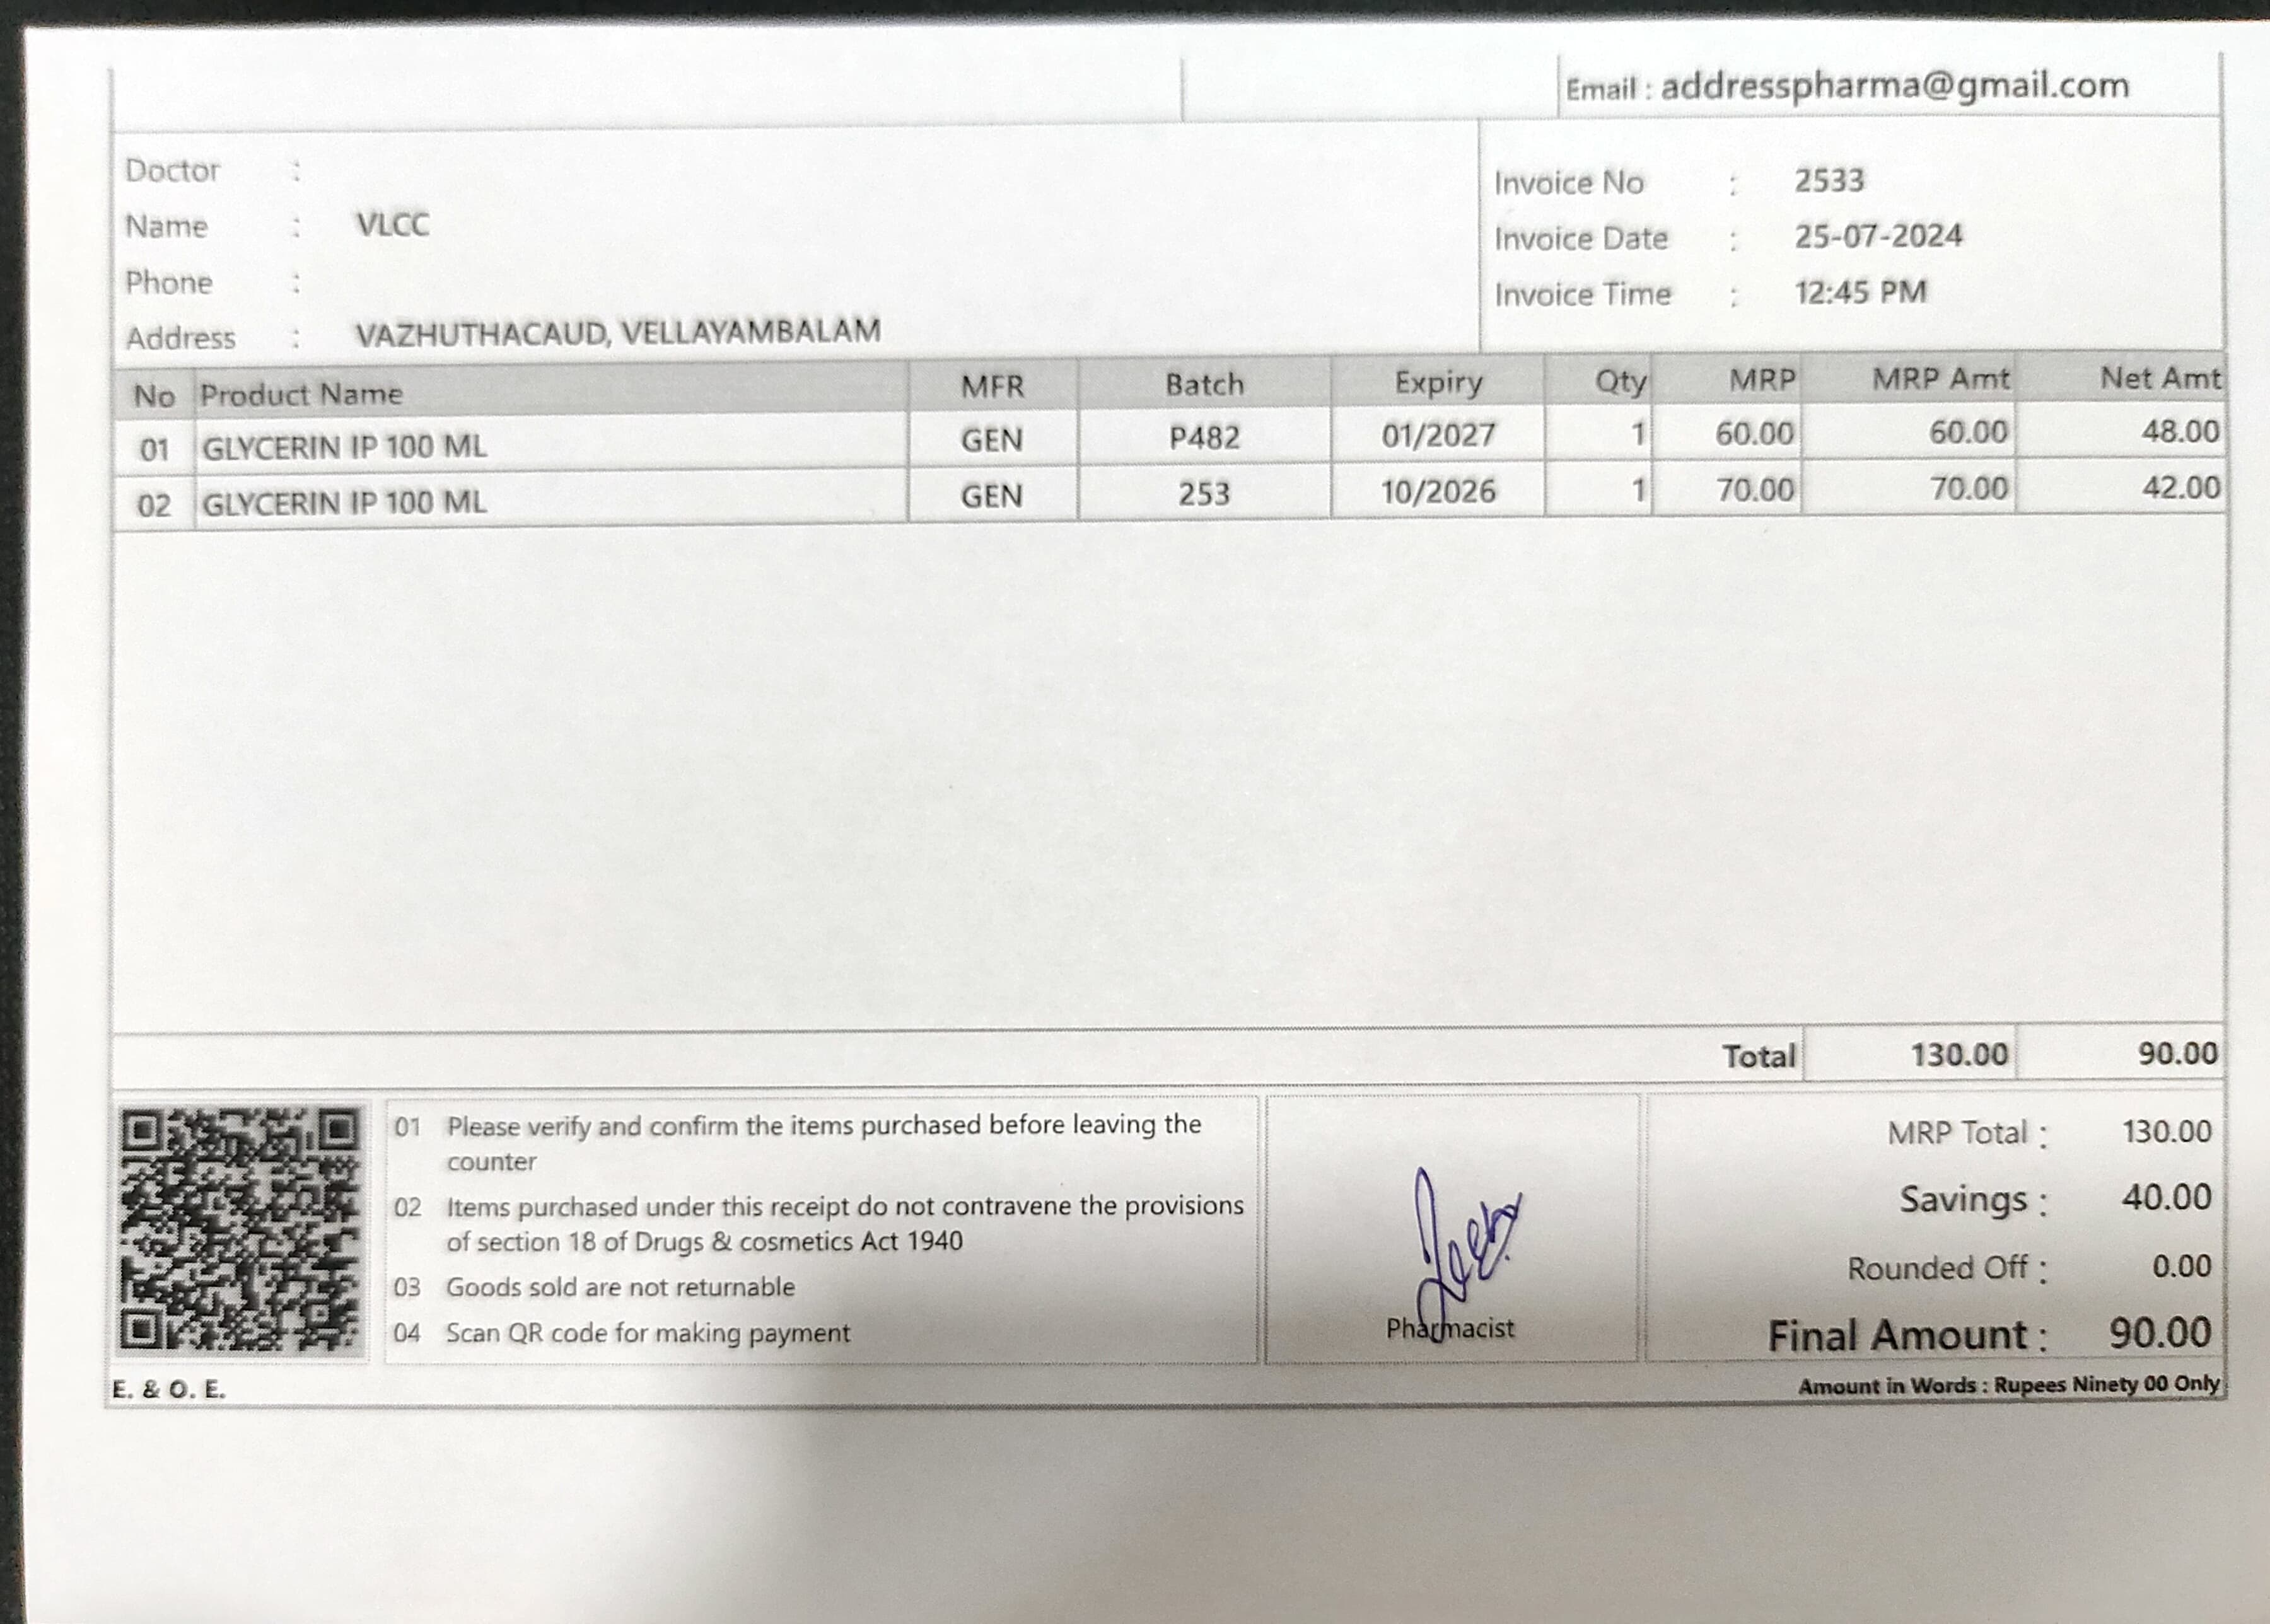 Email : addresspharma@gmail.com
Doctor :
Name : VLCC
Phone :
Address : VAZHUTHACAUD, VELLAYAMBALAM
Invoice No : 2533
Invoice Date : 25-07-2024
Invoice Time : 12:45 PM
No Product Name MFR Batch Expiry Qty MRP MRP Amt Net Amt
01 GLYCERIN IP 100 ML GEN P482 01/2027 1 60.00 60.00 48.00
02 GLYCERIN IP 100 ML GEN 253 10/2026 1 70.00 70.00 42.00
Total 130.00 90.00
01 Please verify and confirm the items purchased before leaving the
counter
02 Items purchased under this receipt do not contravene the provisions
of section 18 of Drugs & cosmetics Act 1940
03 Goods sold are not returnable
04 Scan QR code for making payment
Pharmacist
MRP Total : 130.00
Savings : 40.00
Rounded Off : 0.00
Final Amount : 90.00
E. & O. E.
Amount in Words : Rupees Ninety 00 Only